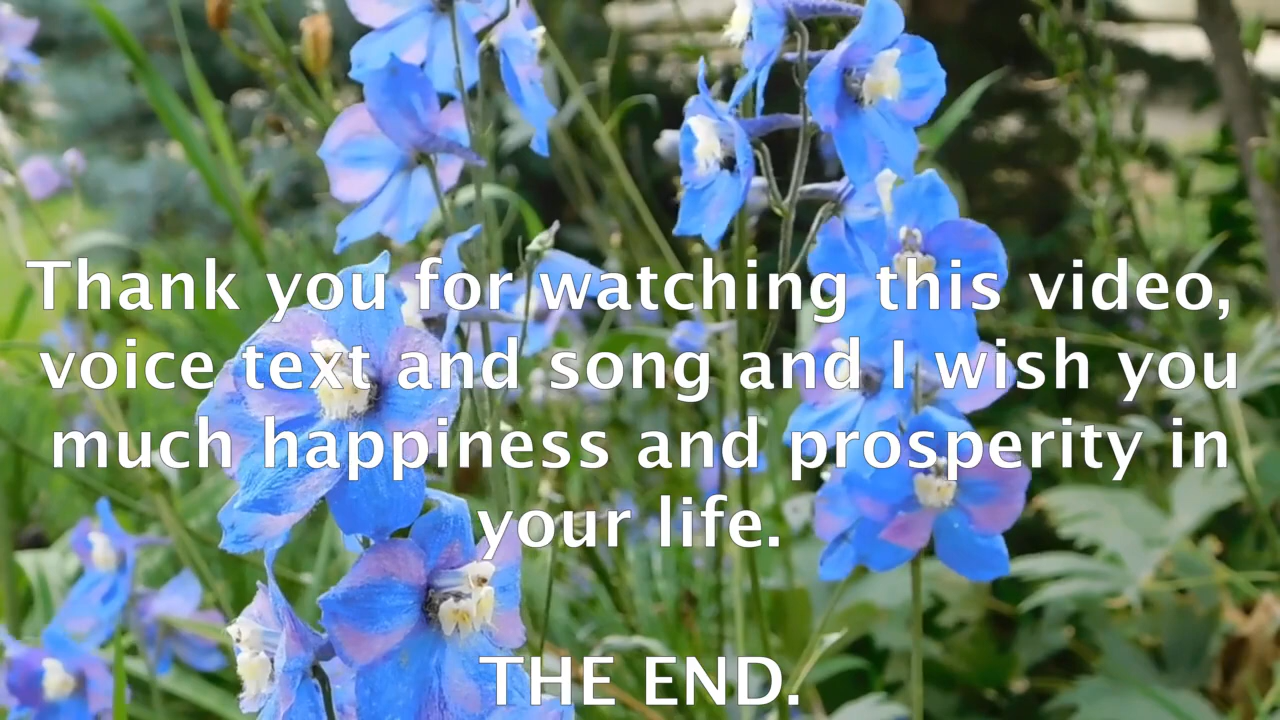 Thank you for watching this video,
voice text and song and I wish you
much happiness and prosperity in
your life.
THE END.